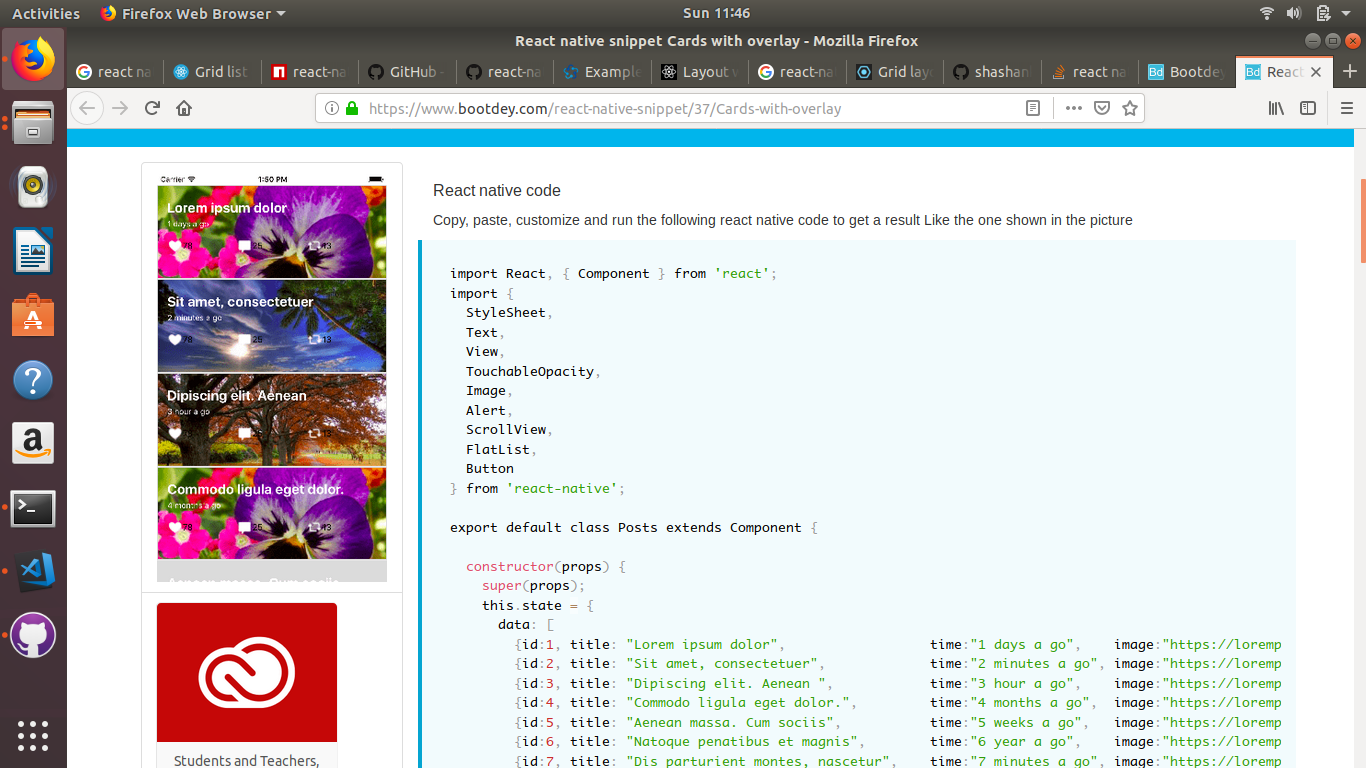 Activities
Firefox Web Browser
Sun 11:46
React native snippet Cards with overlay - Mozilla Firefox
react na
Grid list
react-na
GitHub -
react-na
Example
Layout w
react-na
Grid layo
shashan
react na
Bootdey
React
https://www.bootdey.com/react-native-snippet/37/Cards-with-overlay
Carrier
1:50 PM
Lorem ipsum dolor
1 days a go
78 25 13
Sit amet, consectetuer
2 minutes a go
78 25 13
Dipiscing elit. Aenean
3 hour a go
Commodo ligula eget dolor.
4 months a go
78 25 13
Aenean massa. Cum sociis
Students and Teachers,
React native code
Copy, paste, customize and run the following react native code to get a result Like the one shown in the picture
import React, { Component } from 'react';
import {
StyleSheet,
Text,
View,
TouchableOpacity,
Image,
Alert,
ScrollView,
FlatList,
Button
} from 'react-native';
export default class Posts extends Component {
constructor(props) {
super(props);
this.state = {
data: [
{id:1, title: "Lorem ipsum dolor", time:"1 days a go", image:"https://loremp
{id:2, title: "Sit amet, consectetuer", time:"2 minutes a go", image:"https://loremp
{id:3, title: "Dipiscing elit. Aenean ", time:"3 hour a go", image:"https://loremp
{id:4, title: "Commodo ligula eget dolor.", time:"4 months a go", image:"https://loremp
{id:5, title: "Aenean massa. Cum sociis", time:"5 weeks a go", image:"https://loremp
{id:6, title: "Natoque penatibus et magnis", time:"6 year a go", image:"https://loremp
{id:7, title: "Dis parturient montes, nascetur", time:"7 minutes a go", image:"https://loremp